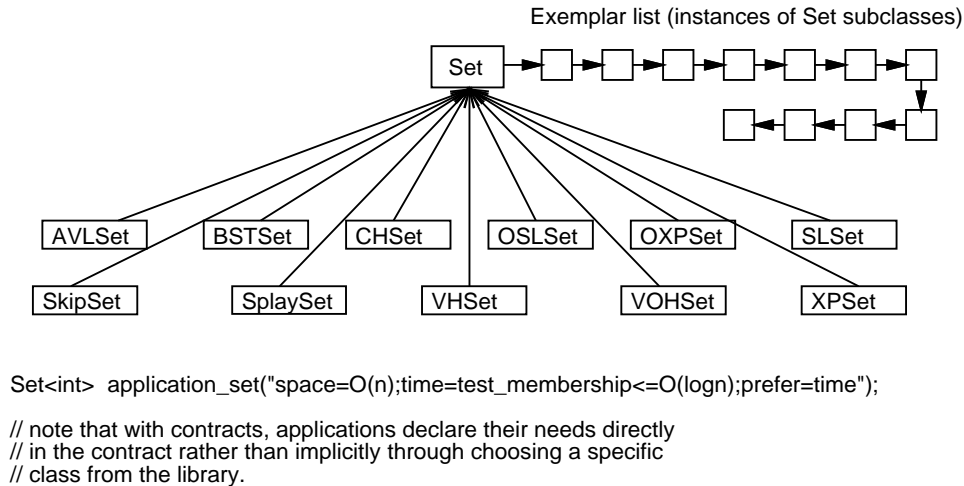 Exemplar list (instances of Set subclasses)
Set
AVLSet
BSTSet
CHSet
OSLSet
OXPSet
SLSet
SkipSet
SplaySet
VHSet
VOHSet
XPSet
Set<int> application_set("space=O(n);time=test_membership<=O(logn);prefer=time");
// note that with contracts, applications declare their needs directly
// in the contract rather than implicitly through choosing a specific
// class from the library.